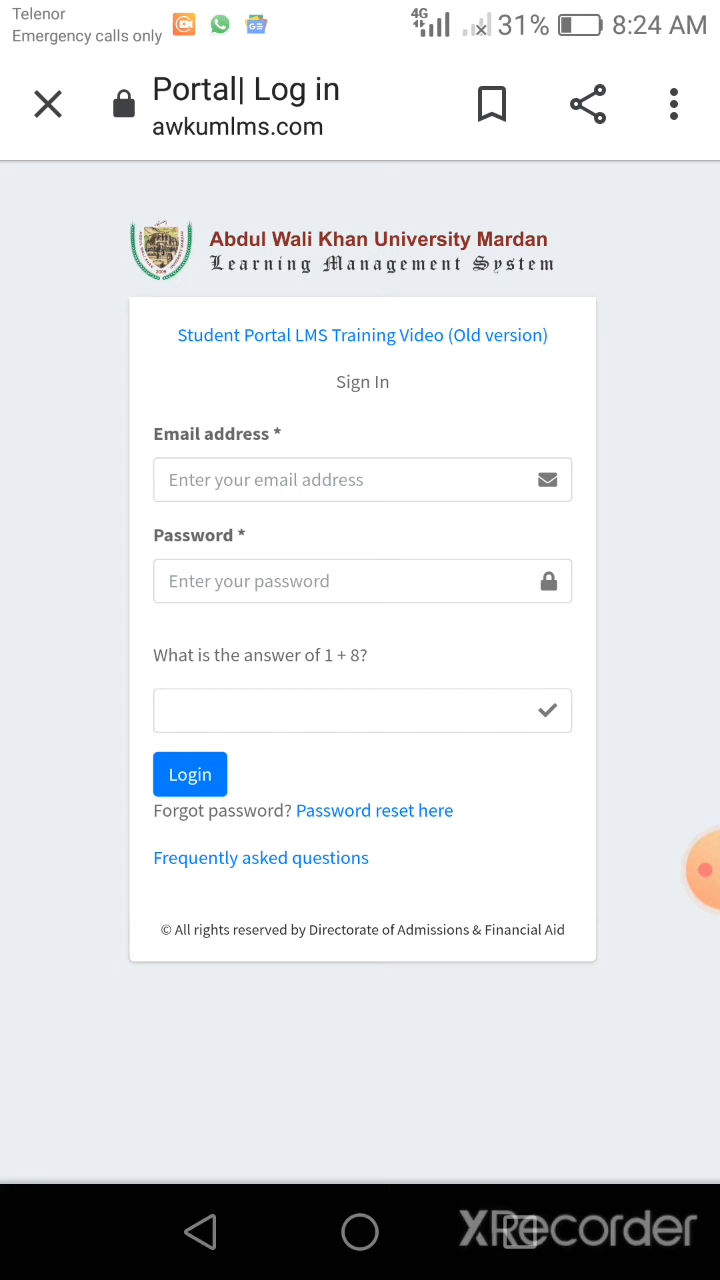 Telenor
Emergency calls only
4G
31%
8:24 AM
Portal| Log in
awkumlms.com
Abdul Wali Khan University Mardan
Learning Management System
Student Portal LMS Training Video (Old version)
Sign In
Email address *
Enter your email address
Password *
Enter your password
What is the answer of 1 + 8?
Login
Forgot password? Password reset here
Frequently asked questions
© All rights reserved by Directorate of Admissions & Financial Aid
XRecorder